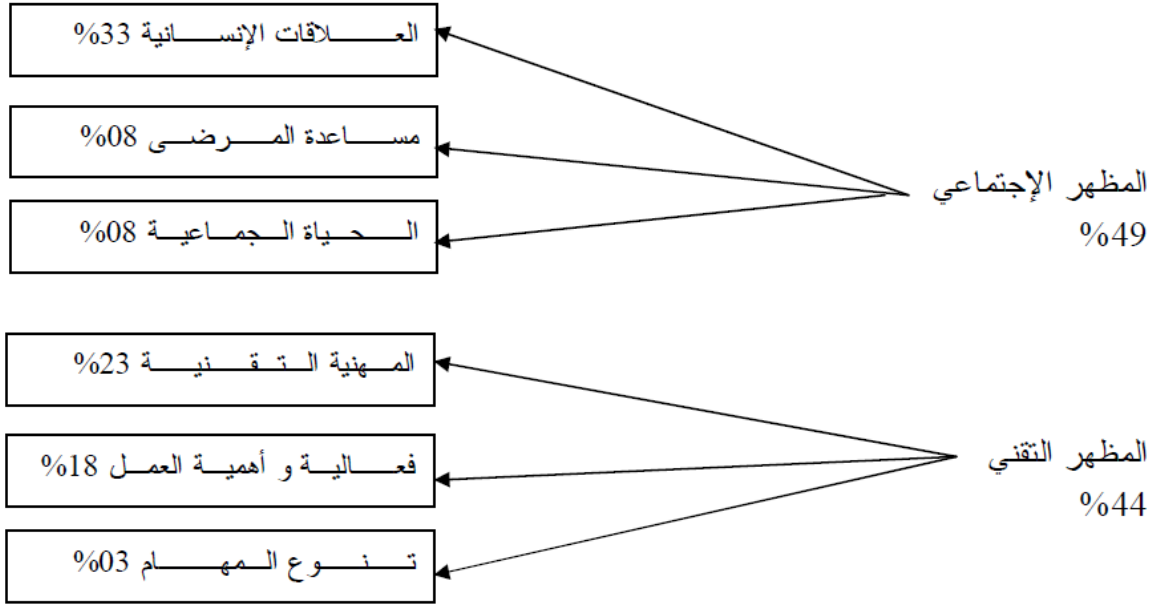 العلاقات الإنسانية 33%
مساعدة المرضى 08%
الحياة الجماعية 08%
المظهر الإجتماعي
49%
المهنية التقنية 23%
فعالية و أهمية العمل 18%
تنوع المهام 03%
المظهر التقني
44%